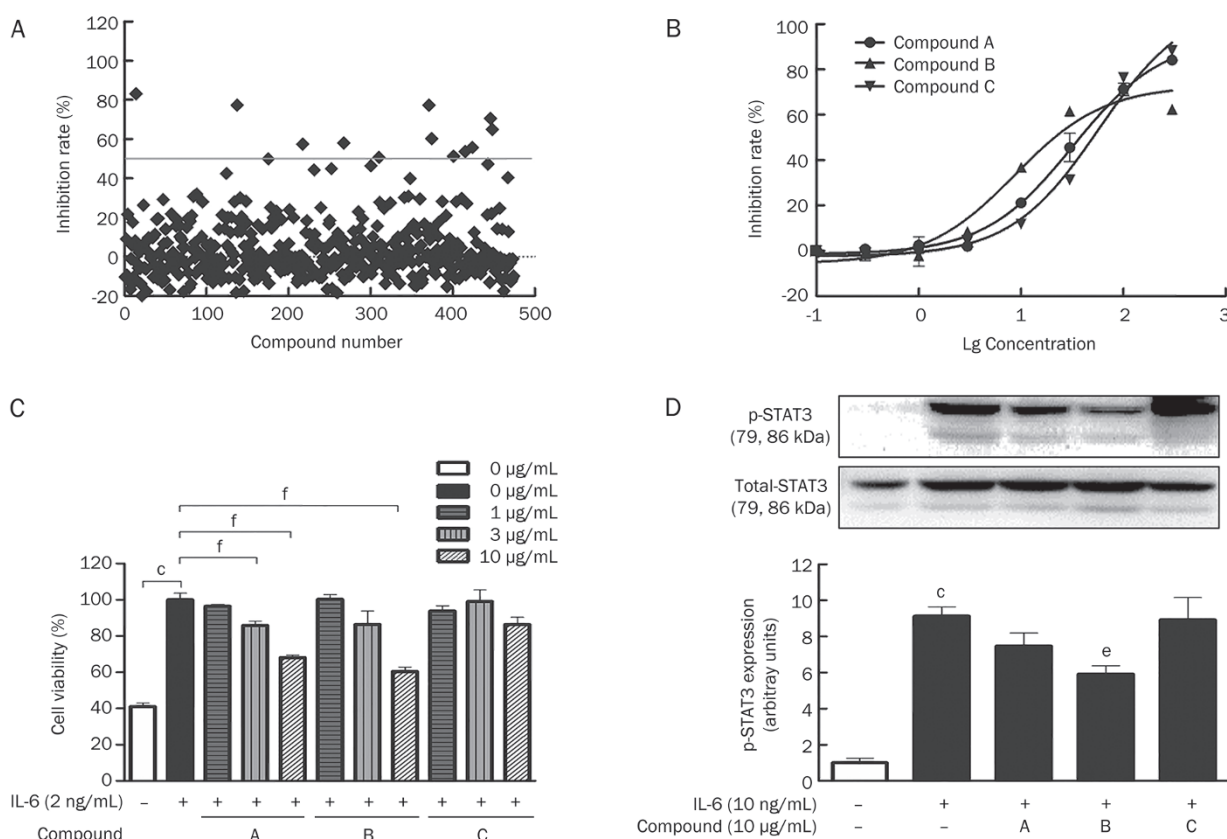 A
120
100
80
60
40
20
0
-20
Inhibition rate (%)
0 100 200 300 400 500
Compound number
B
Compound A
Compound B
Compound C
100
80
60
40
20
0
-20
Inhibition rate (%)
-1 0 1 2 3
Lg Concentration
C
0 μg/mL
0 μg/mL
1 μg/mL
3 μg/mL
10 μg/mL
f
f
f
c
120
100
80
60
40
20
0
Cell viability (%)
IL-6 (2 ng/mL) – + + + + + + + + + +
Compound A B C
D
p-STAT3
(79, 86 kDa)
Total-STAT3
(79, 86 kDa)
12
10
8
6
4
2
0
p-STAT3 expression
(arbitray units)
c
e
IL-6 (10 ng/mL) – + + + +
Compound (10 μg/mL) – – A B C